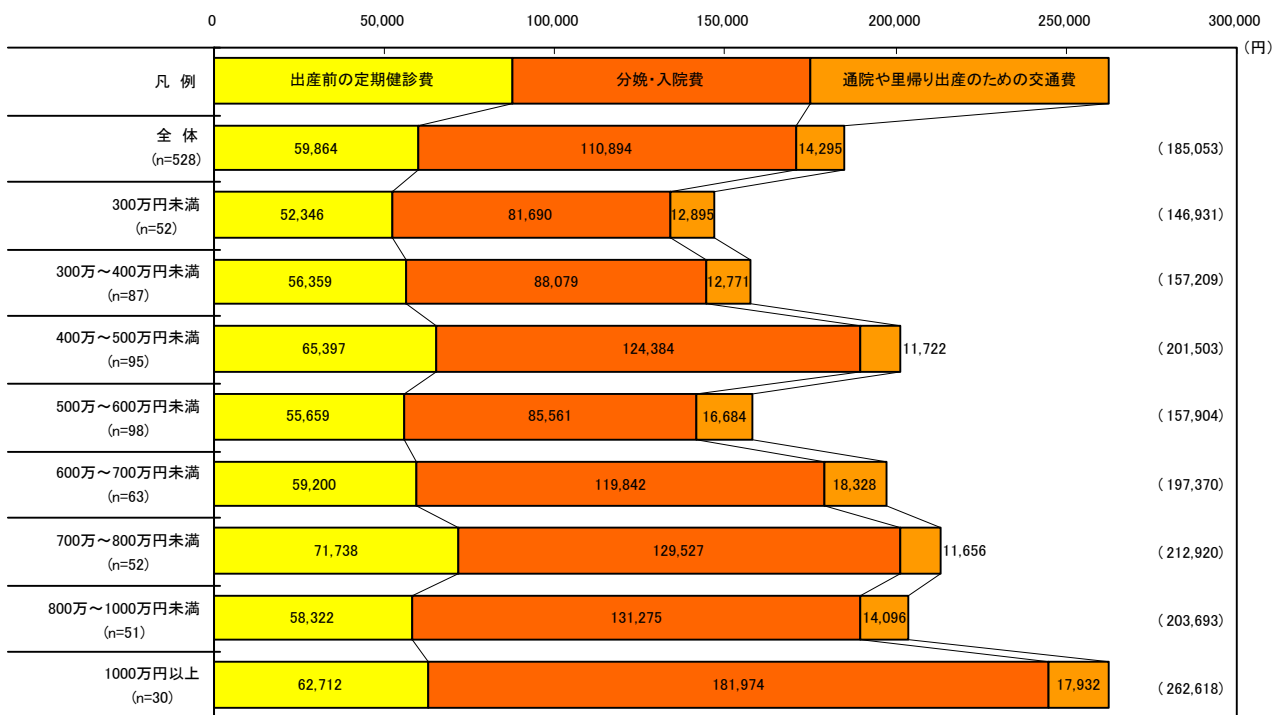 0 50,000 100,000 150,000 200,000 250,000 300,000
(円)
凡 例 出産前の定期健診費 分娩・入院費 通院や里帰り出産のための交通費
全 体
(n=528)
59,864 110,894 14,295 (185,053)
300万円未満
(n=52)
52,346 81,690 12,895 (146,931)
300万～400万円未満
(n=87)
56,359 88,079 12,771 (157,209)
400万～500万円未満
(n=95)
65,397 124,384 11,722 (201,503)
500万～600万円未満
(n=98)
55,659 85,561 16,684 (157,904)
600万～700万円未満
(n=63)
59,200 119,842 18,328 (197,370)
700万～800万円未満
(n=52)
71,738 129,527 11,656 (212,920)
800万～1000万円未満
(n=51)
58,322 131,275 14,096 (203,693)
1000万円以上
(n=30)
62,712 181,974 17,932 (262,618)